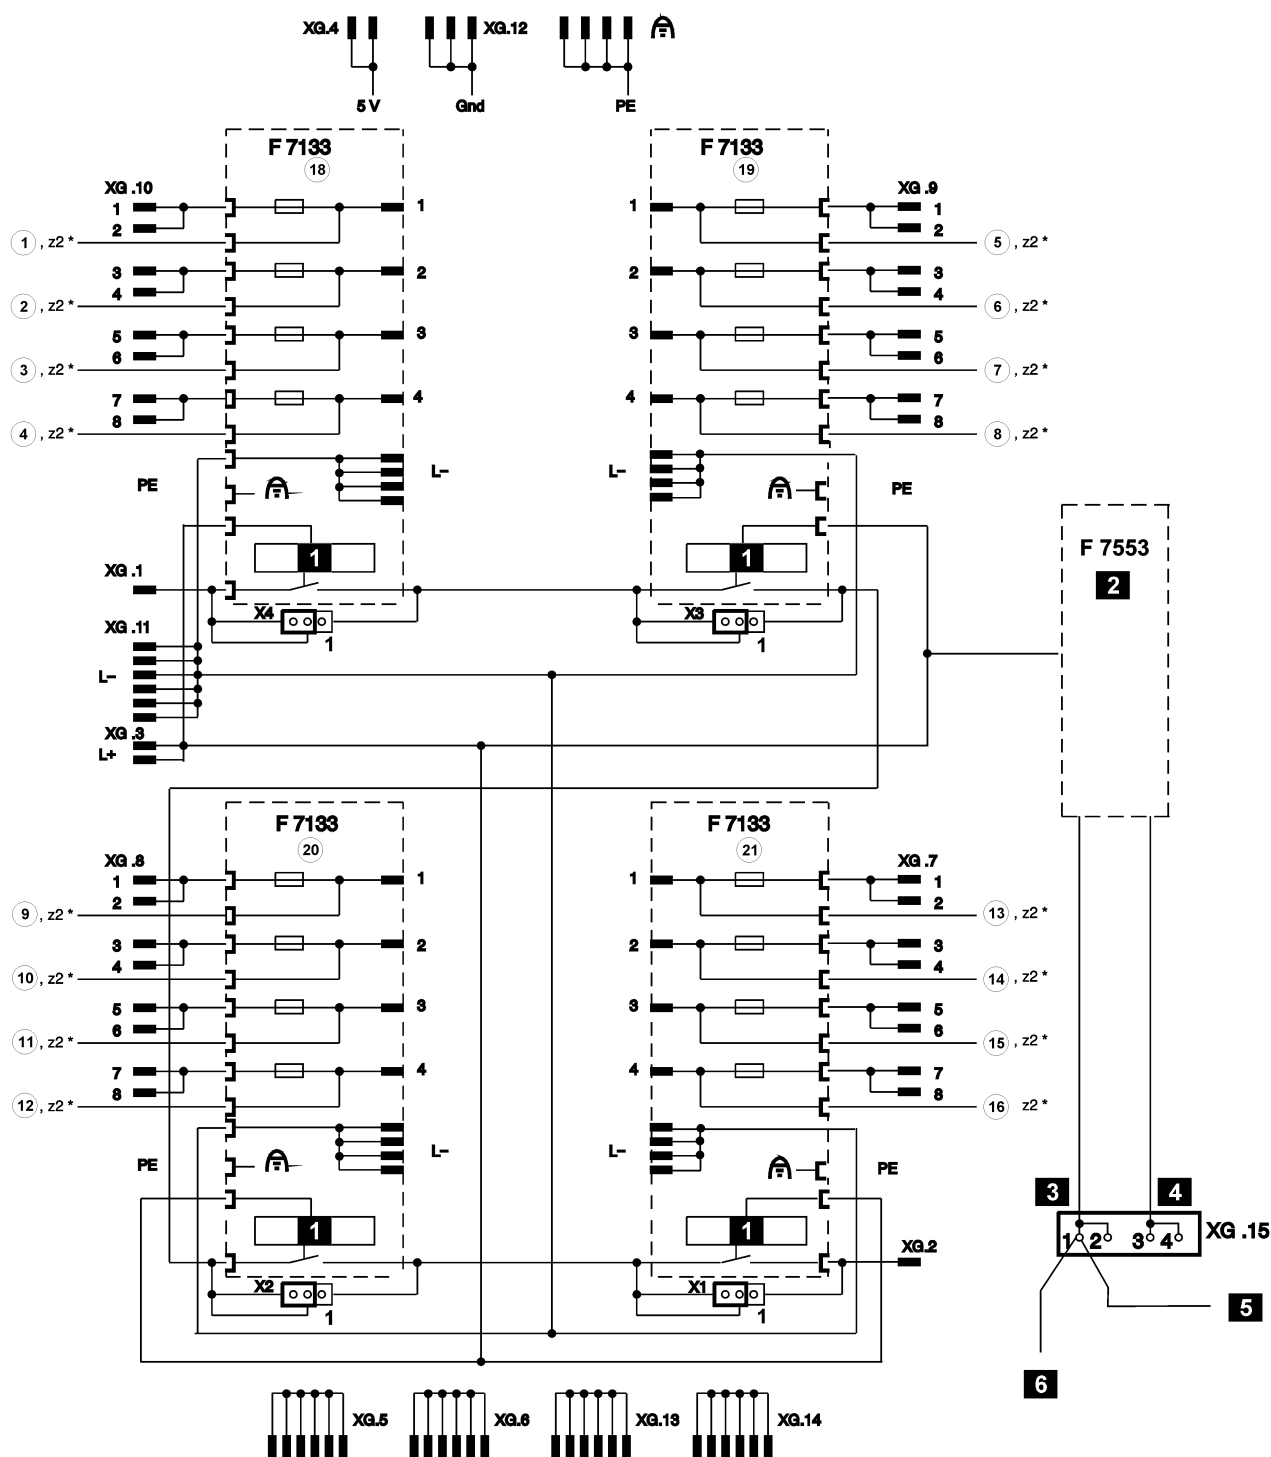 XG.4 XG.12
5 V Gnd PE
F 7133 F 7133
18 19
XG .10 XG .9
1 1 1 1
2 2
1 , z2 * 5 , z2 *
3 2 2 3
4 4
2 , z2 * 6 , z2 *
5 3 3 5
6 6
3 , z2 * 7 , z2 *
7 4 4 7
8 8
4 , z2 * 8 , z2 *
L– L–
PE PE
F 7553
1 1
XG .1
2
X4 X3
XG .11
1 1
L–
XG .3
L+
F 7133 F 7133
20 21
XG .8 XG .7
1 1 1 1
2 2
9 , z2 * 13 , z2 *
3 2 2 3
4 4
10 , z2 * 14 , z2 *
5 3 3 5
6 6
11 , z2 * 15 , z2 *
7 4 4 7
8 8
12 , z2 * 16 z2 *
L– L–
PE PE
3 4
1 1
XG .15
1 2 3 4
XG.2
X2 X1
1 1
5
6
XG.5 XG.6 XG.13 XG.14